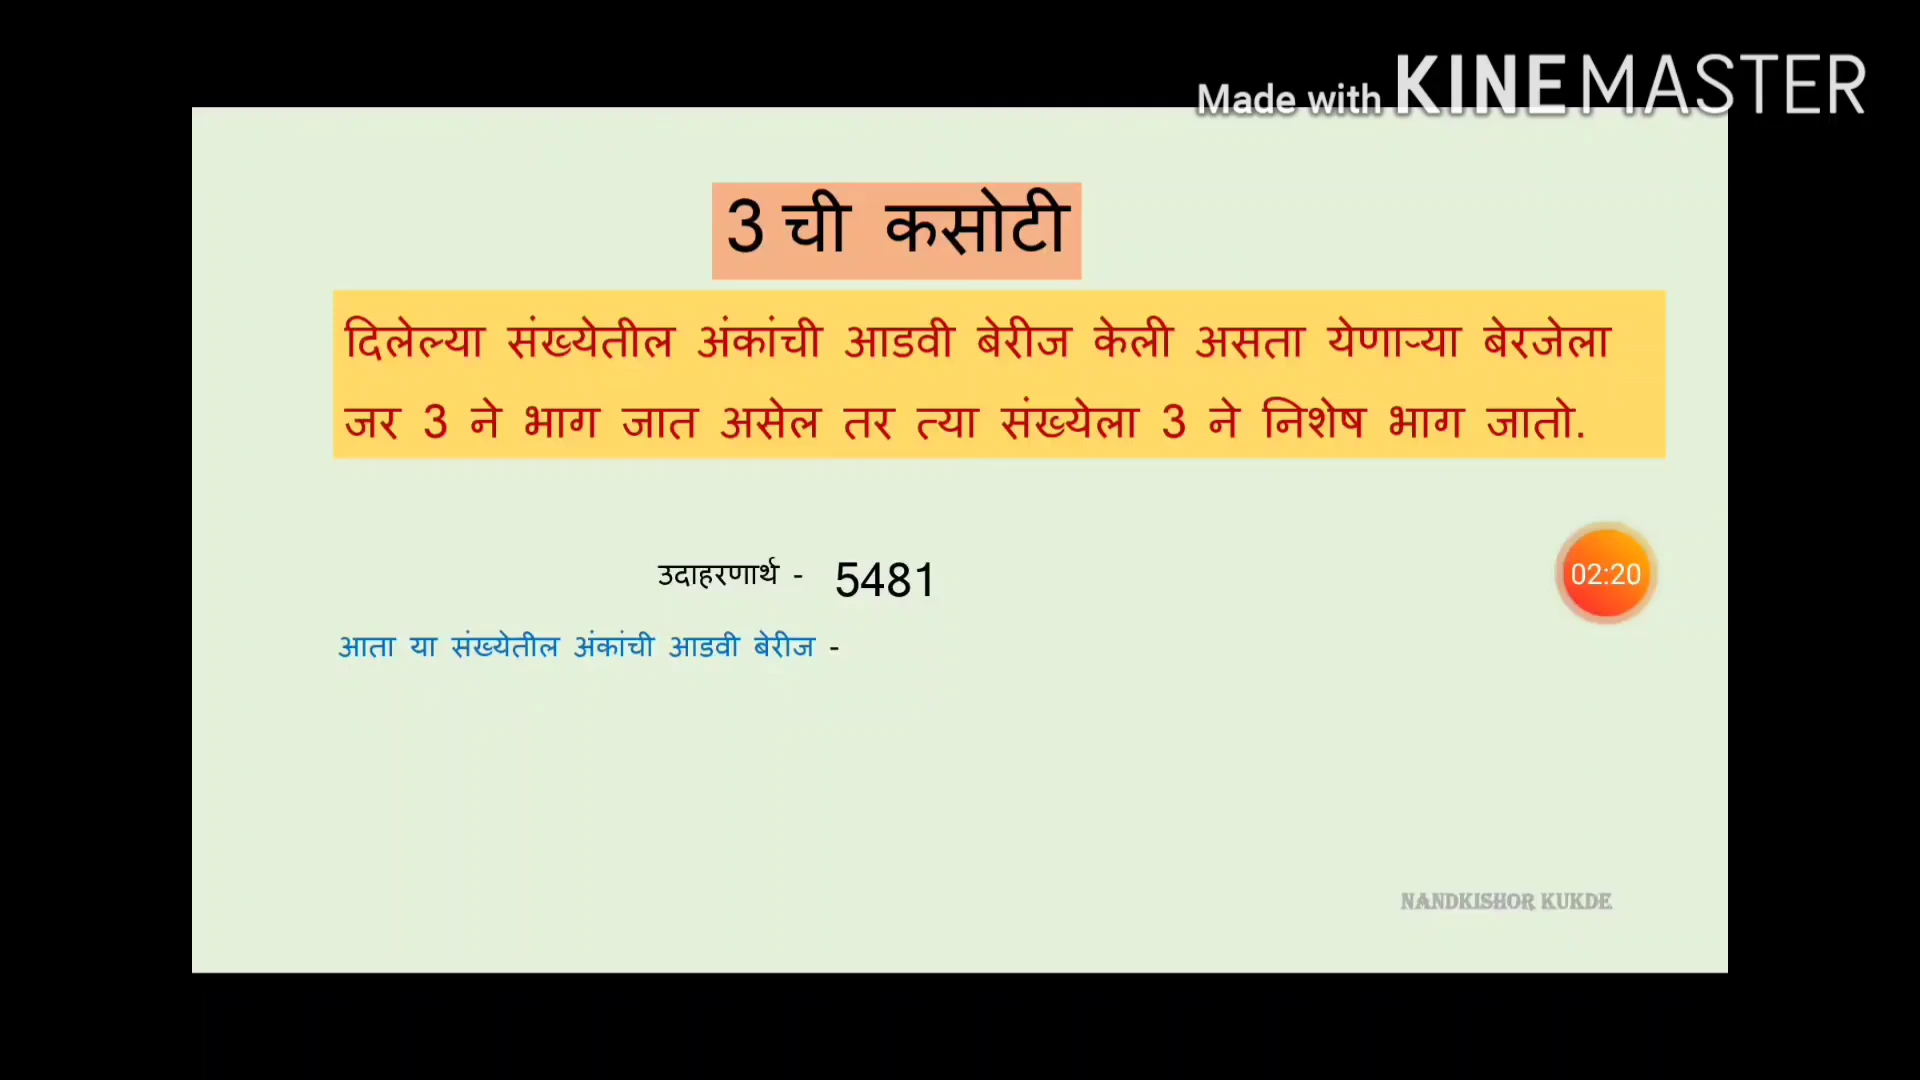 Made with KINEMASTER
3 ची कसोटी
दिलेल्या संख्येतील अंकांची आडवी बेरीज केली असता येणाऱ्या बेरजेला
जर 3 ने भाग जात असेल तर त्या संख्येला 3 ने निशेष भाग जातो.
उदाहरणार्थ - 5481
02:20
आता या संख्येतील अंकांची आडवी बेरीज -
NANDKISHOR KUKDE